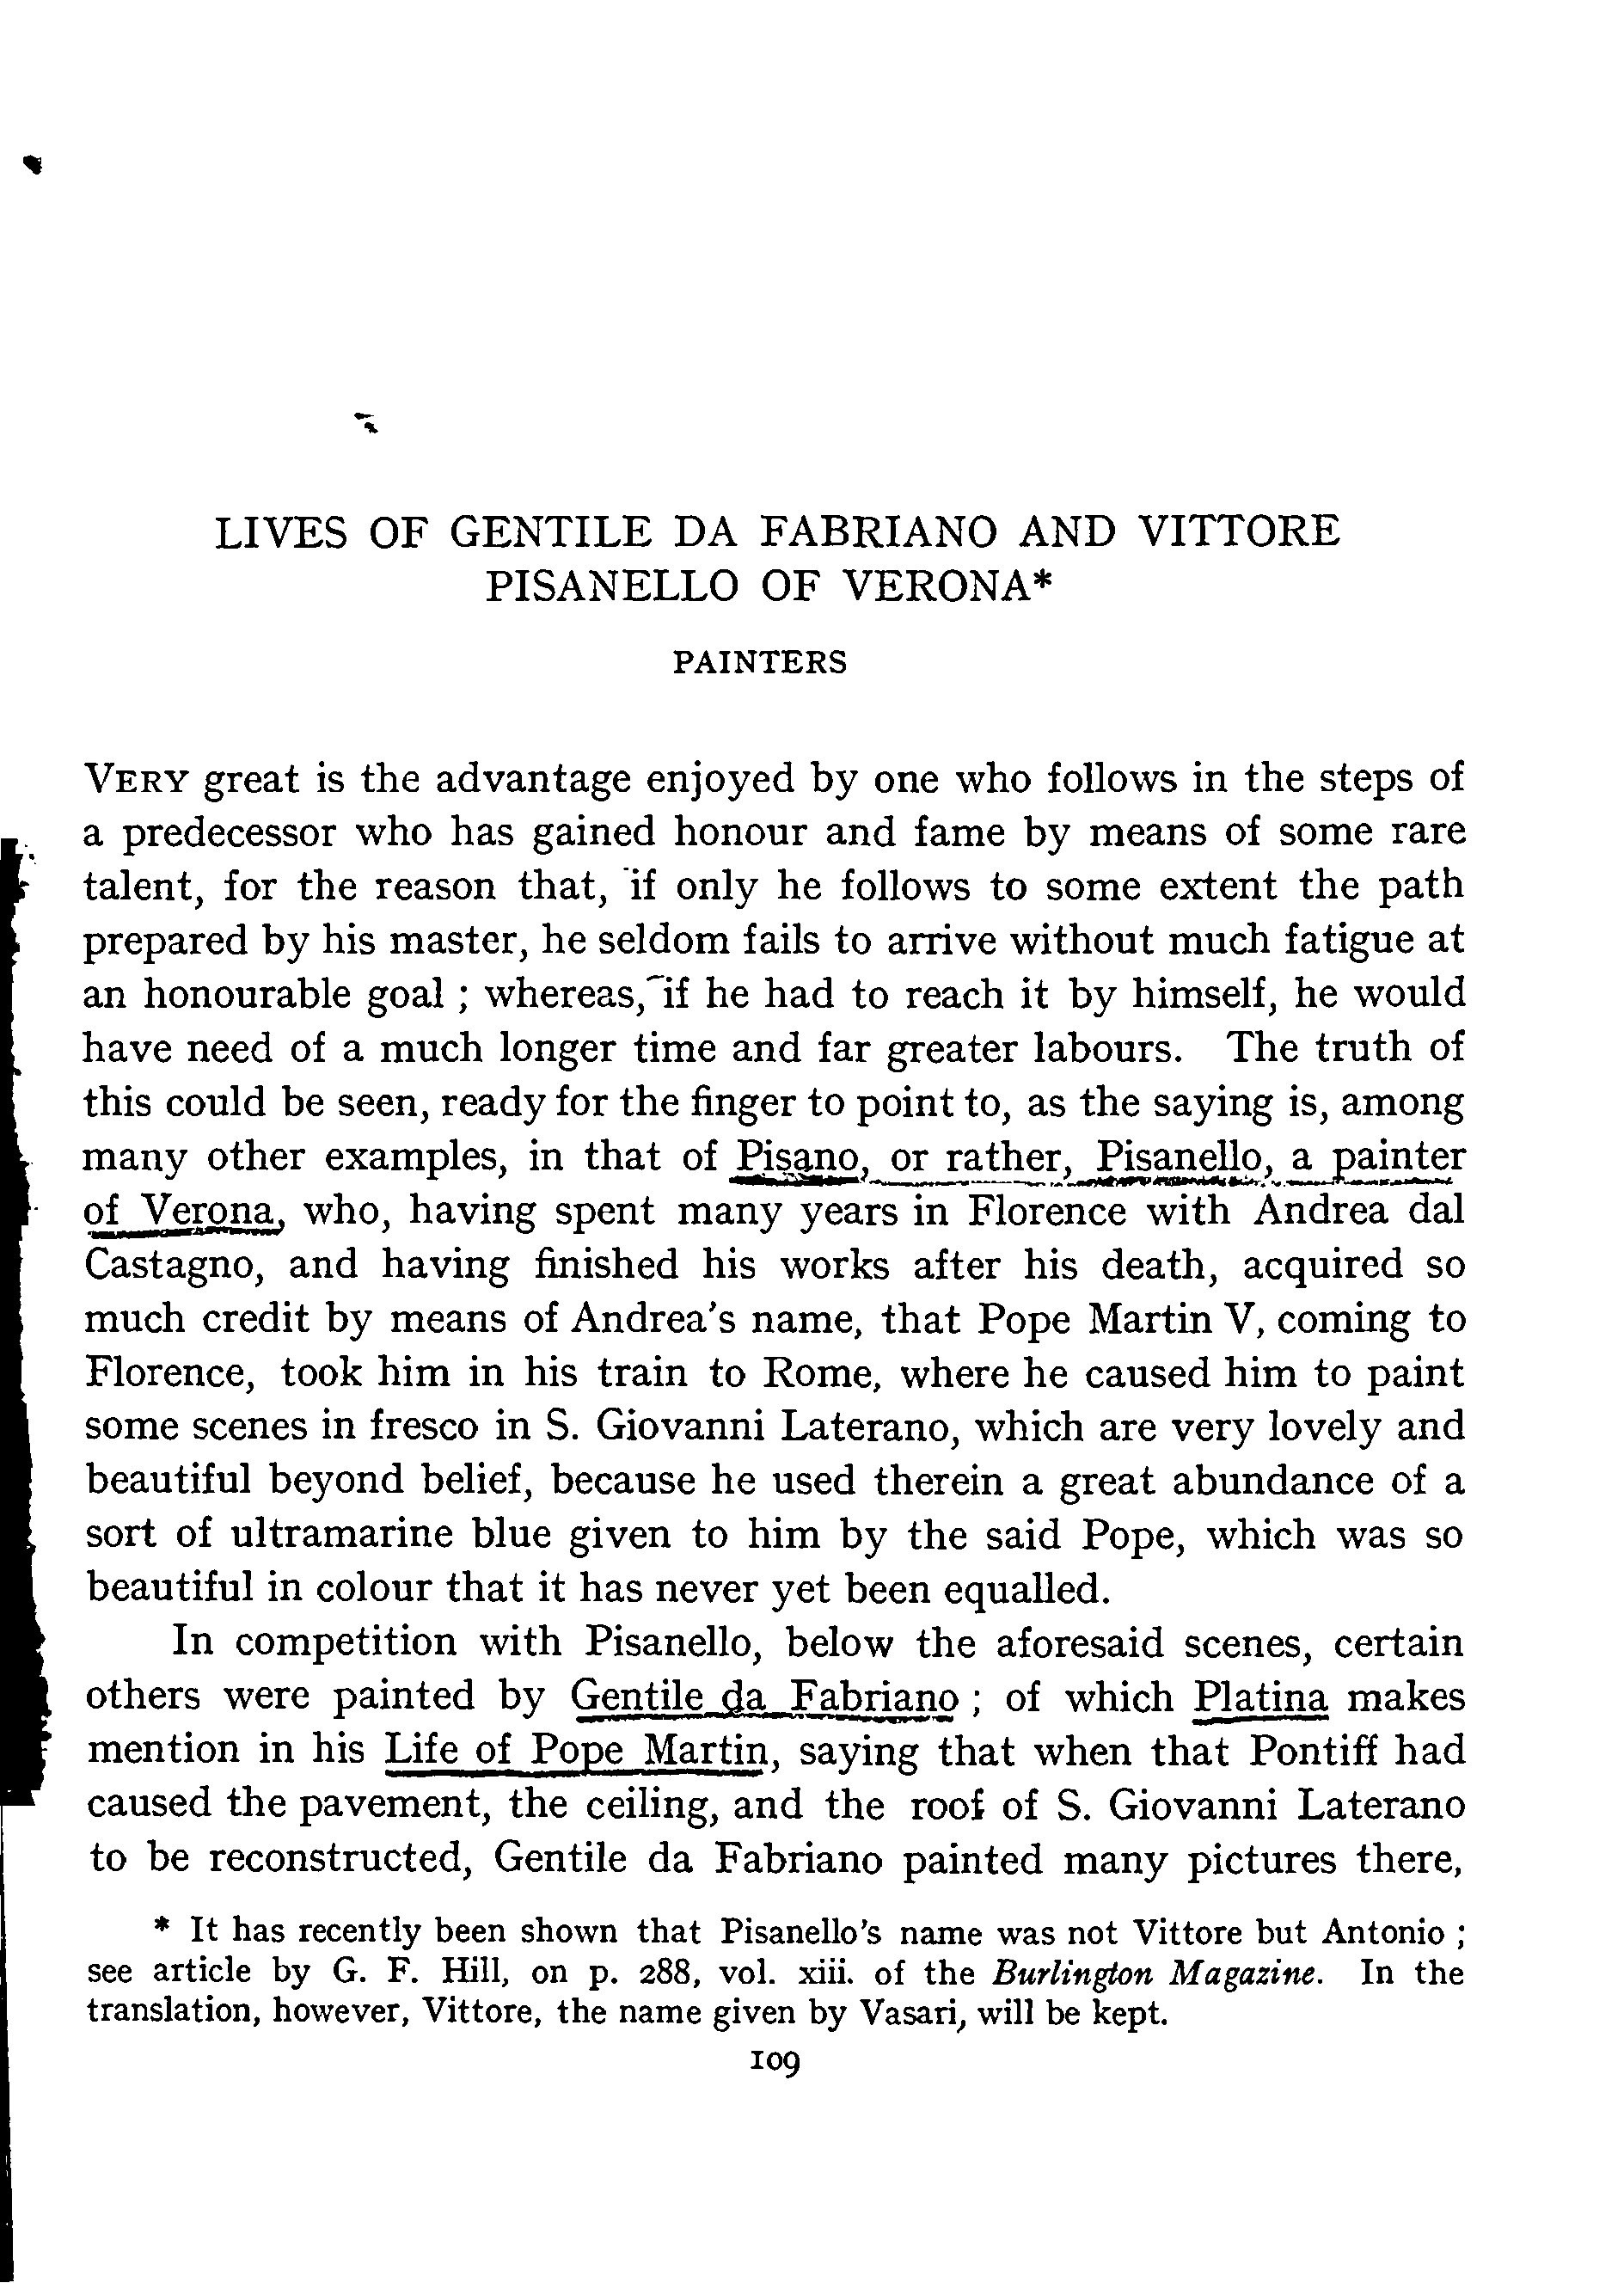 LIVES OF GENTILE DA FABRIANO AND VITTORE
PISANELLO OF VERONA*
PAINTERS
VERY great is the advantage enjoyed by one who follows in the steps of
a predecessor who has gained honour and fame by means of some rare
talent, for the reason that, if only he follows to some extent the path
prepared by his master, he seldom fails to arrive without much fatigue at
an honourable goal ; whereas, if he had to reach it by himself, he would
have need of a much longer time and far greater labours. The truth of
this could be seen, ready for the finger to point to, as the saying is, among
many other examples, in that of Pisano, or rather, Pisanello, a painter
of Verona, who, having spent many years in Florence with Andrea dal
Castagno, and having finished his works after his death, acquired so
much credit by means of Andrea's name, that Pope Martin V, coming to
Florence, took him in his train to Rome, where he caused him to paint
some scenes in fresco in S. Giovanni Laterano, which are very lovely and
beautiful beyond belief, because he used therein a great abundance of a
sort of ultramarine blue given to him by the said Pope, which was so
beautiful in colour that it has never yet been equalled.
In competition with Pisanello, below the aforesaid scenes, certain
others were painted by Gentile da Fabriano ; of which Platina makes
mention in his Life of Pope Martin, saying that when that Pontiff had
caused the pavement, the ceiling, and the roof of S. Giovanni Laterano
to be reconstructed, Gentile da Fabriano painted many pictures there,
* It has recently been shown that Pisanello's name was not Vittore but Antonio ;
see article by G. F. Hill, on p. 288, vol. xiii. of the Burlington Magazine. In the
translation, however, Vittore, the name given by Vasari, will be kept.
109